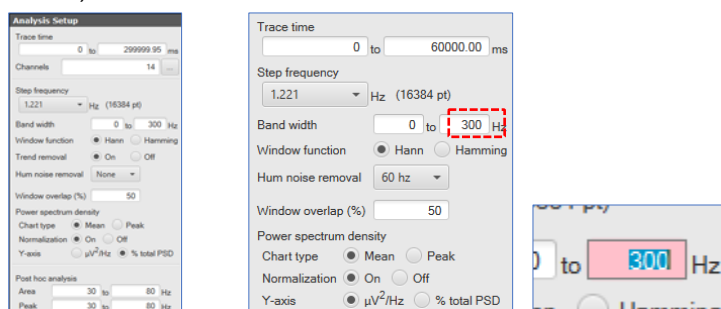 Analysis Setup
Trace time
0 to 299999.95 ms
Channels 14 ...
Step frequency
1.221 Hz (16384 pt)
Band width 0 to 300 Hz
Window function Hann Hamming
Trend removal On Off
Hum noise removal None
Window overlap (%) 50
Power spectrum density
Chart type Mean Peak
Normalization On Off
Y-axis µV²/Hz % total PSD
Post hoc analysis
Area 30 to 80 Hz
Peak 30 to 80 Hz
Trace time
0 to 60000.00 ms
Step frequency
1.221 Hz (16384 pt)
Band width 0 to 300 Hz
Window function Hann Hamming
Hum noise removal 60 hz
Window overlap (%) 50
Power spectrum density
Chart type Mean Peak
Normalization On Off
Y-axis µV²/Hz % total PSD
to 300 Hz